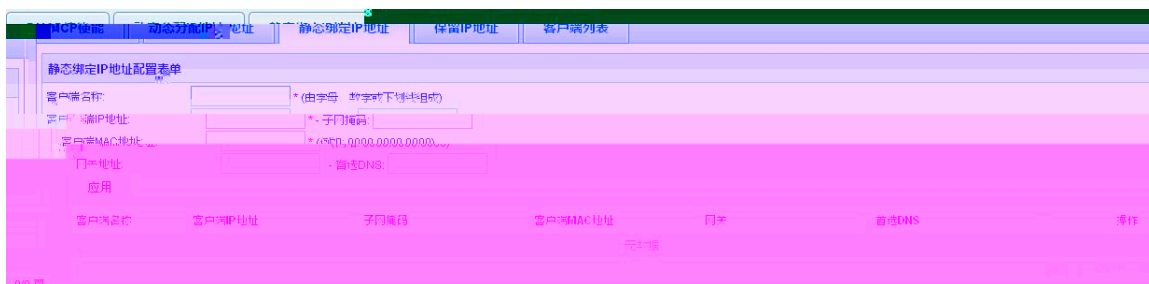 动态分配IP地址 静态绑定IP地址 保留IP地址 客户端列表
静态绑定IP地址配置表单
客户端名称: * (由字母 数字或下划线组成)
客户端IP地址: * - 子网掩码:
客户端MAC地址: * 0000.0000.0000)
网关地址: - 首选DNS:
应用
客户端名称 客户端IP地址 子网掩码 客户端MAC地址 网关 首选DNS 操作